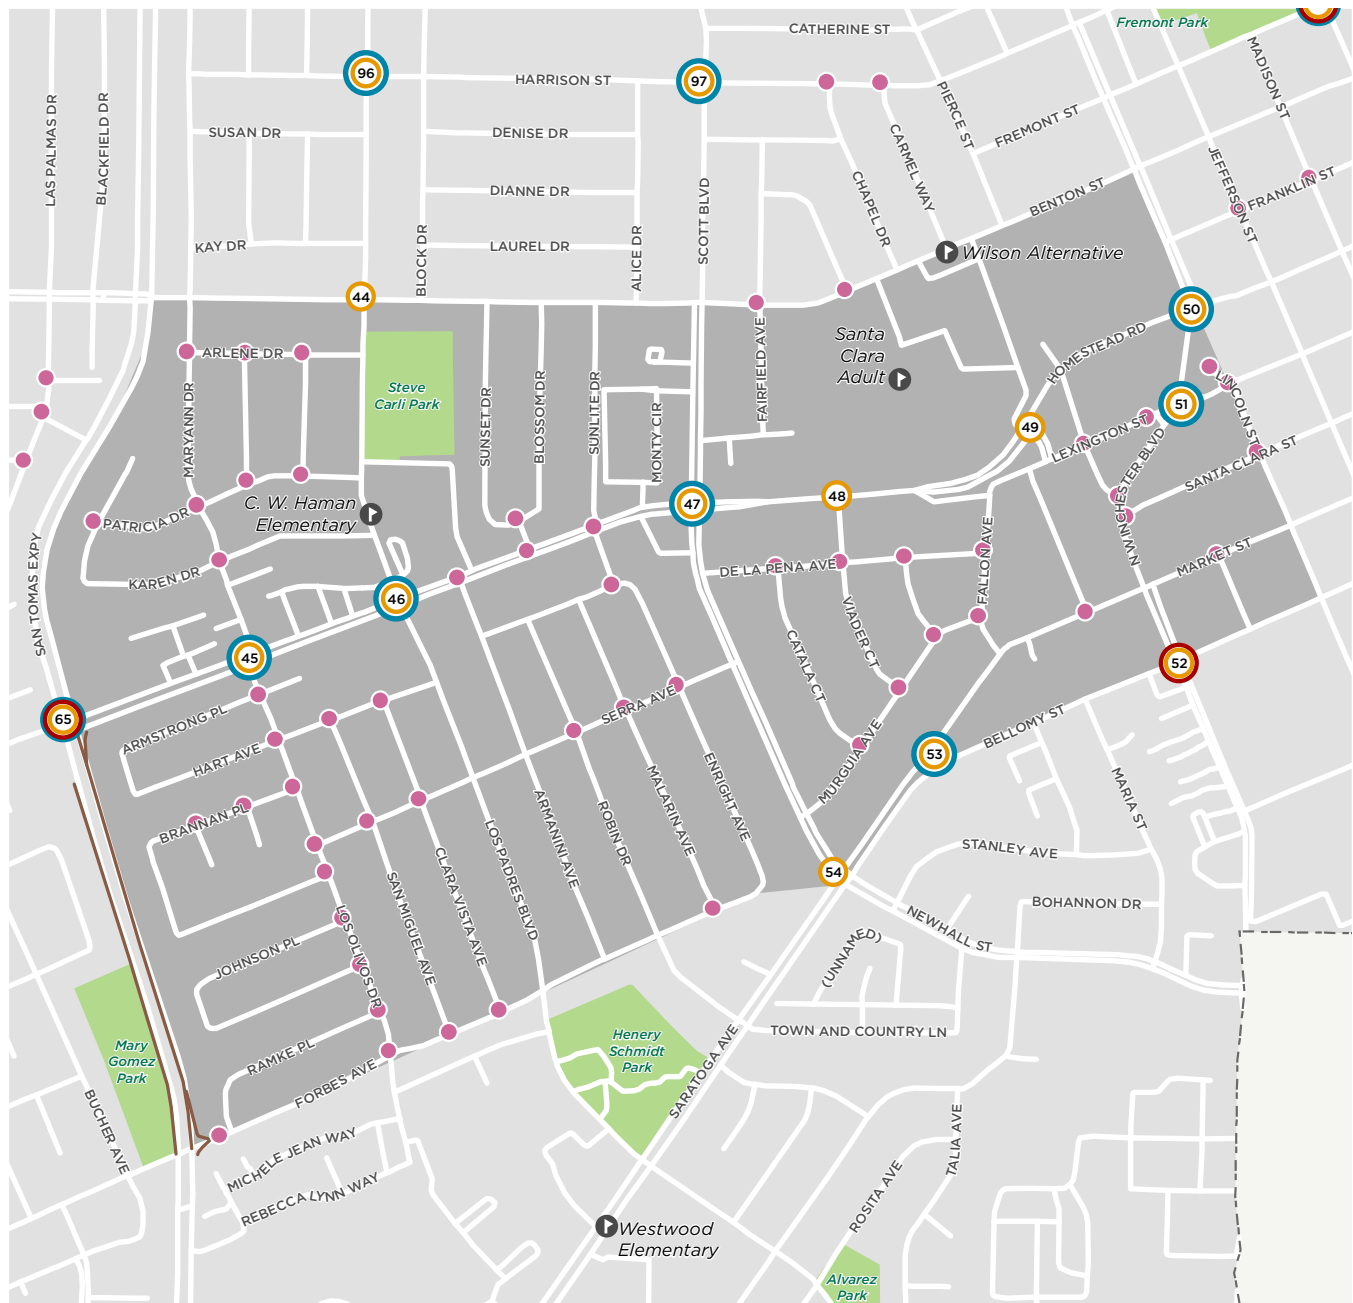 Fremont Park
CATHERINE ST
96
97
HARRISON ST
MADISON ST
LAS PALMAS DR
BLACKFIELD DR
SUSAN DR
DENISE DR
PIERCE ST
FREMONT ST
CARMEL WAY
JEFFERSON ST
FRANKLIN ST
DIANNE DR
CHAPEL DR
BENTON ST
SCOTT BLVD
KAY DR
BLOCK DR
LAUREL DR
ALICE DR
Wilson Alternative
44
50
ARLENE DR
Santa
Clara
Adult
FAIRFIELD AVE
HOMESTEAD RD
Steve
Carli Park
MARYANN DR
SUNSET DR
BLOSSOM DR
SUNLITE DR
MONTY CIR
LINCOLN ST
51
49
LEXINGTON ST
SANTA CLARA ST
N WINCHESTER BLVD
C. W. Haman
Elementary
PATRICIA DR
47
48
SAN TOMAS EXPY
KAREN DR
DE LA PENA AVE
FALLON AVE
MARKET ST
46
VIADER CT
CATALA CT
45
52
65
ARMSTRONG PL
SERRA AVE
HART AVE
BELLOMY ST
MURGUIA AVE
53
BRANNAN PL
ENRIGHT AVE
MALARIN AVE
MARIA ST
ARMANINI AVE
ROBIN DR
LOS PADRES BLVD
CLARA VISTA AVE
SAN MIGUEL AVE
54
STANLEY AVE
BOHANNON DR
NEWHALL ST
LOS OLIVOS DR
JOHNSON PL
(UNNAMED)
RAMKE PL
Mary
Gomez
Park
Henery
Schmidt
Park
TOWN AND COUNTRY LN
SARATOGA AVE
FORBES AVE
BUCHER AVE
MICHELE JEAN WAY
REBECCA LYNN WAY
TALIA AVE
ROSITA AVE
Westwood
Elementary
Alvarez
Park